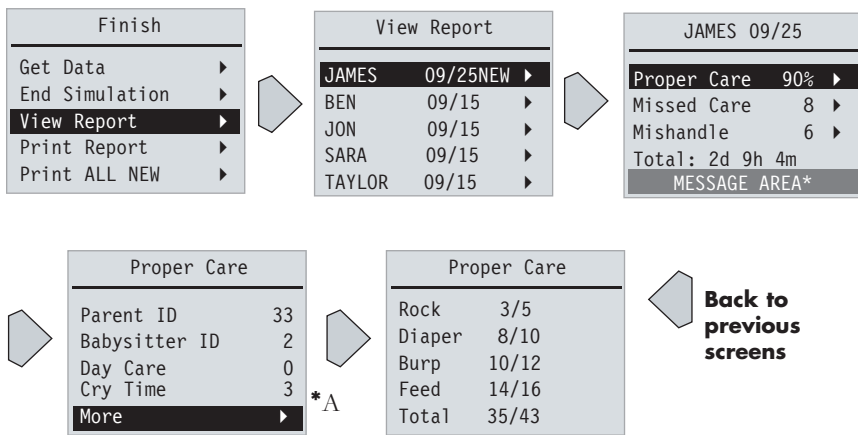 Finish
Get Data
End Simulation
View Report
Print Report
Print ALL NEW
View Report
JAMES 09/25NEW
BEN 09/15
JON 09/15
SARA 09/15
TAYLOR 09/15
JAMES 09/25
Proper Care 90%
Missed Care 8
Mishandle 6
Total: 2d 9h 4m
MESSAGE AREA*
Proper Care
Parent ID 33
Babysitter ID 2
Day Care 0
Cry Time 3
More
*A
Proper Care
Rock 3/5
Diaper 8/10
Burp 10/12
Feed 14/16
Total 35/43
Back to
previous
screens